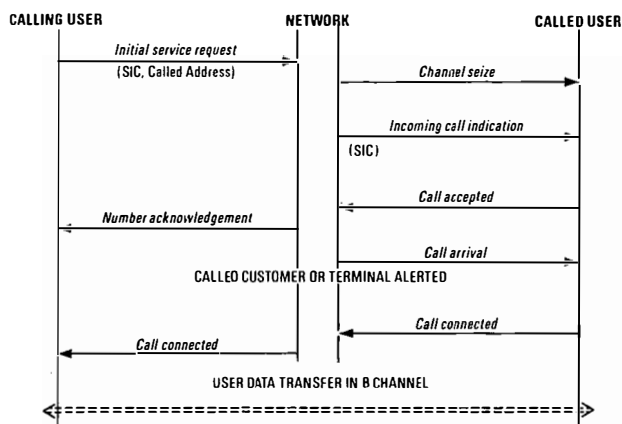 CALLING USER
NETWORK
CALLED USER
Initial service request
(SIC, Called Address)
Channel seize
Incoming call indication
(SIC)
Call accepted
Number acknowledgement
Call arrival
CALLED CUSTOMER OR TERMINAL ALERTED
Call connected
Call connected
USER DATA TRANSFER IN B CHANNEL